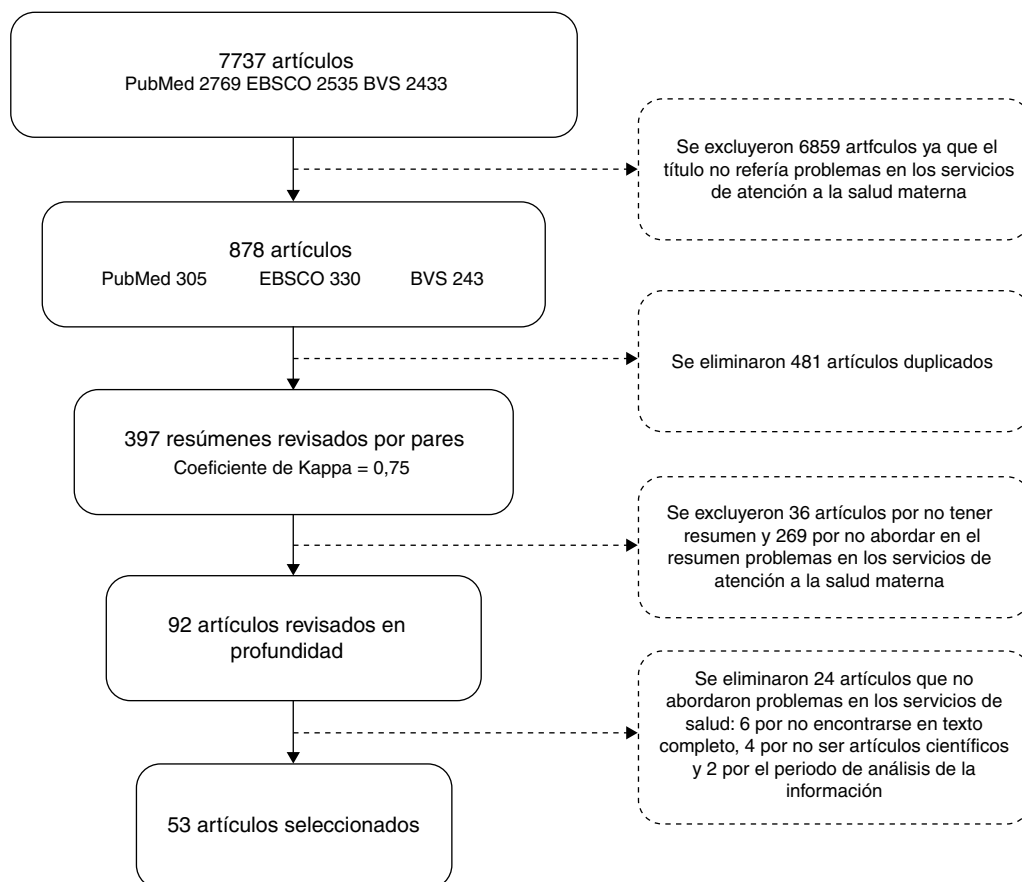 7737 artículos
PubMed 2769 EBSCO 2535 BVS 2433
Se excluyeron 6859 artfculos ya que el
título no refería problemas en los servicios
de atención a la salud materna
878 artículos
PubMed 305 EBSCO 330 BVS 243
Se eliminaron 481 artículos duplicados
397 resúmenes revisados por pares
Coeficiente de Kappa = 0,75
Se excluyeron 36 artículos por no tener
resumen y 269 por no abordar en el
resumen problemas en los servicios de
atención a la salud materna
92 artículos revisados en
profundidad
Se eliminaron 24 artículos que no
abordaron problemas en los servicios de
salud: 6 por no encontrarse en texto
completo, 4 por no ser artículos científicos
y 2 por el periodo de análisis de la
información
53 artículos seleccionados